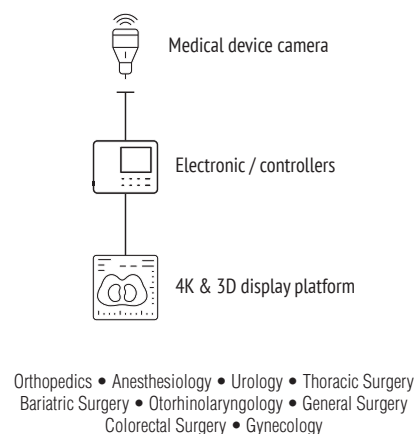 Medical device camera
Electronic / controllers
4K & 3D display platform
Orthopedics • Anesthesiology • Urology • Thoracic Surgery
Bariatric Surgery • Otorhinolaryngology • General Surgery
Colorectal Surgery • Gynecology